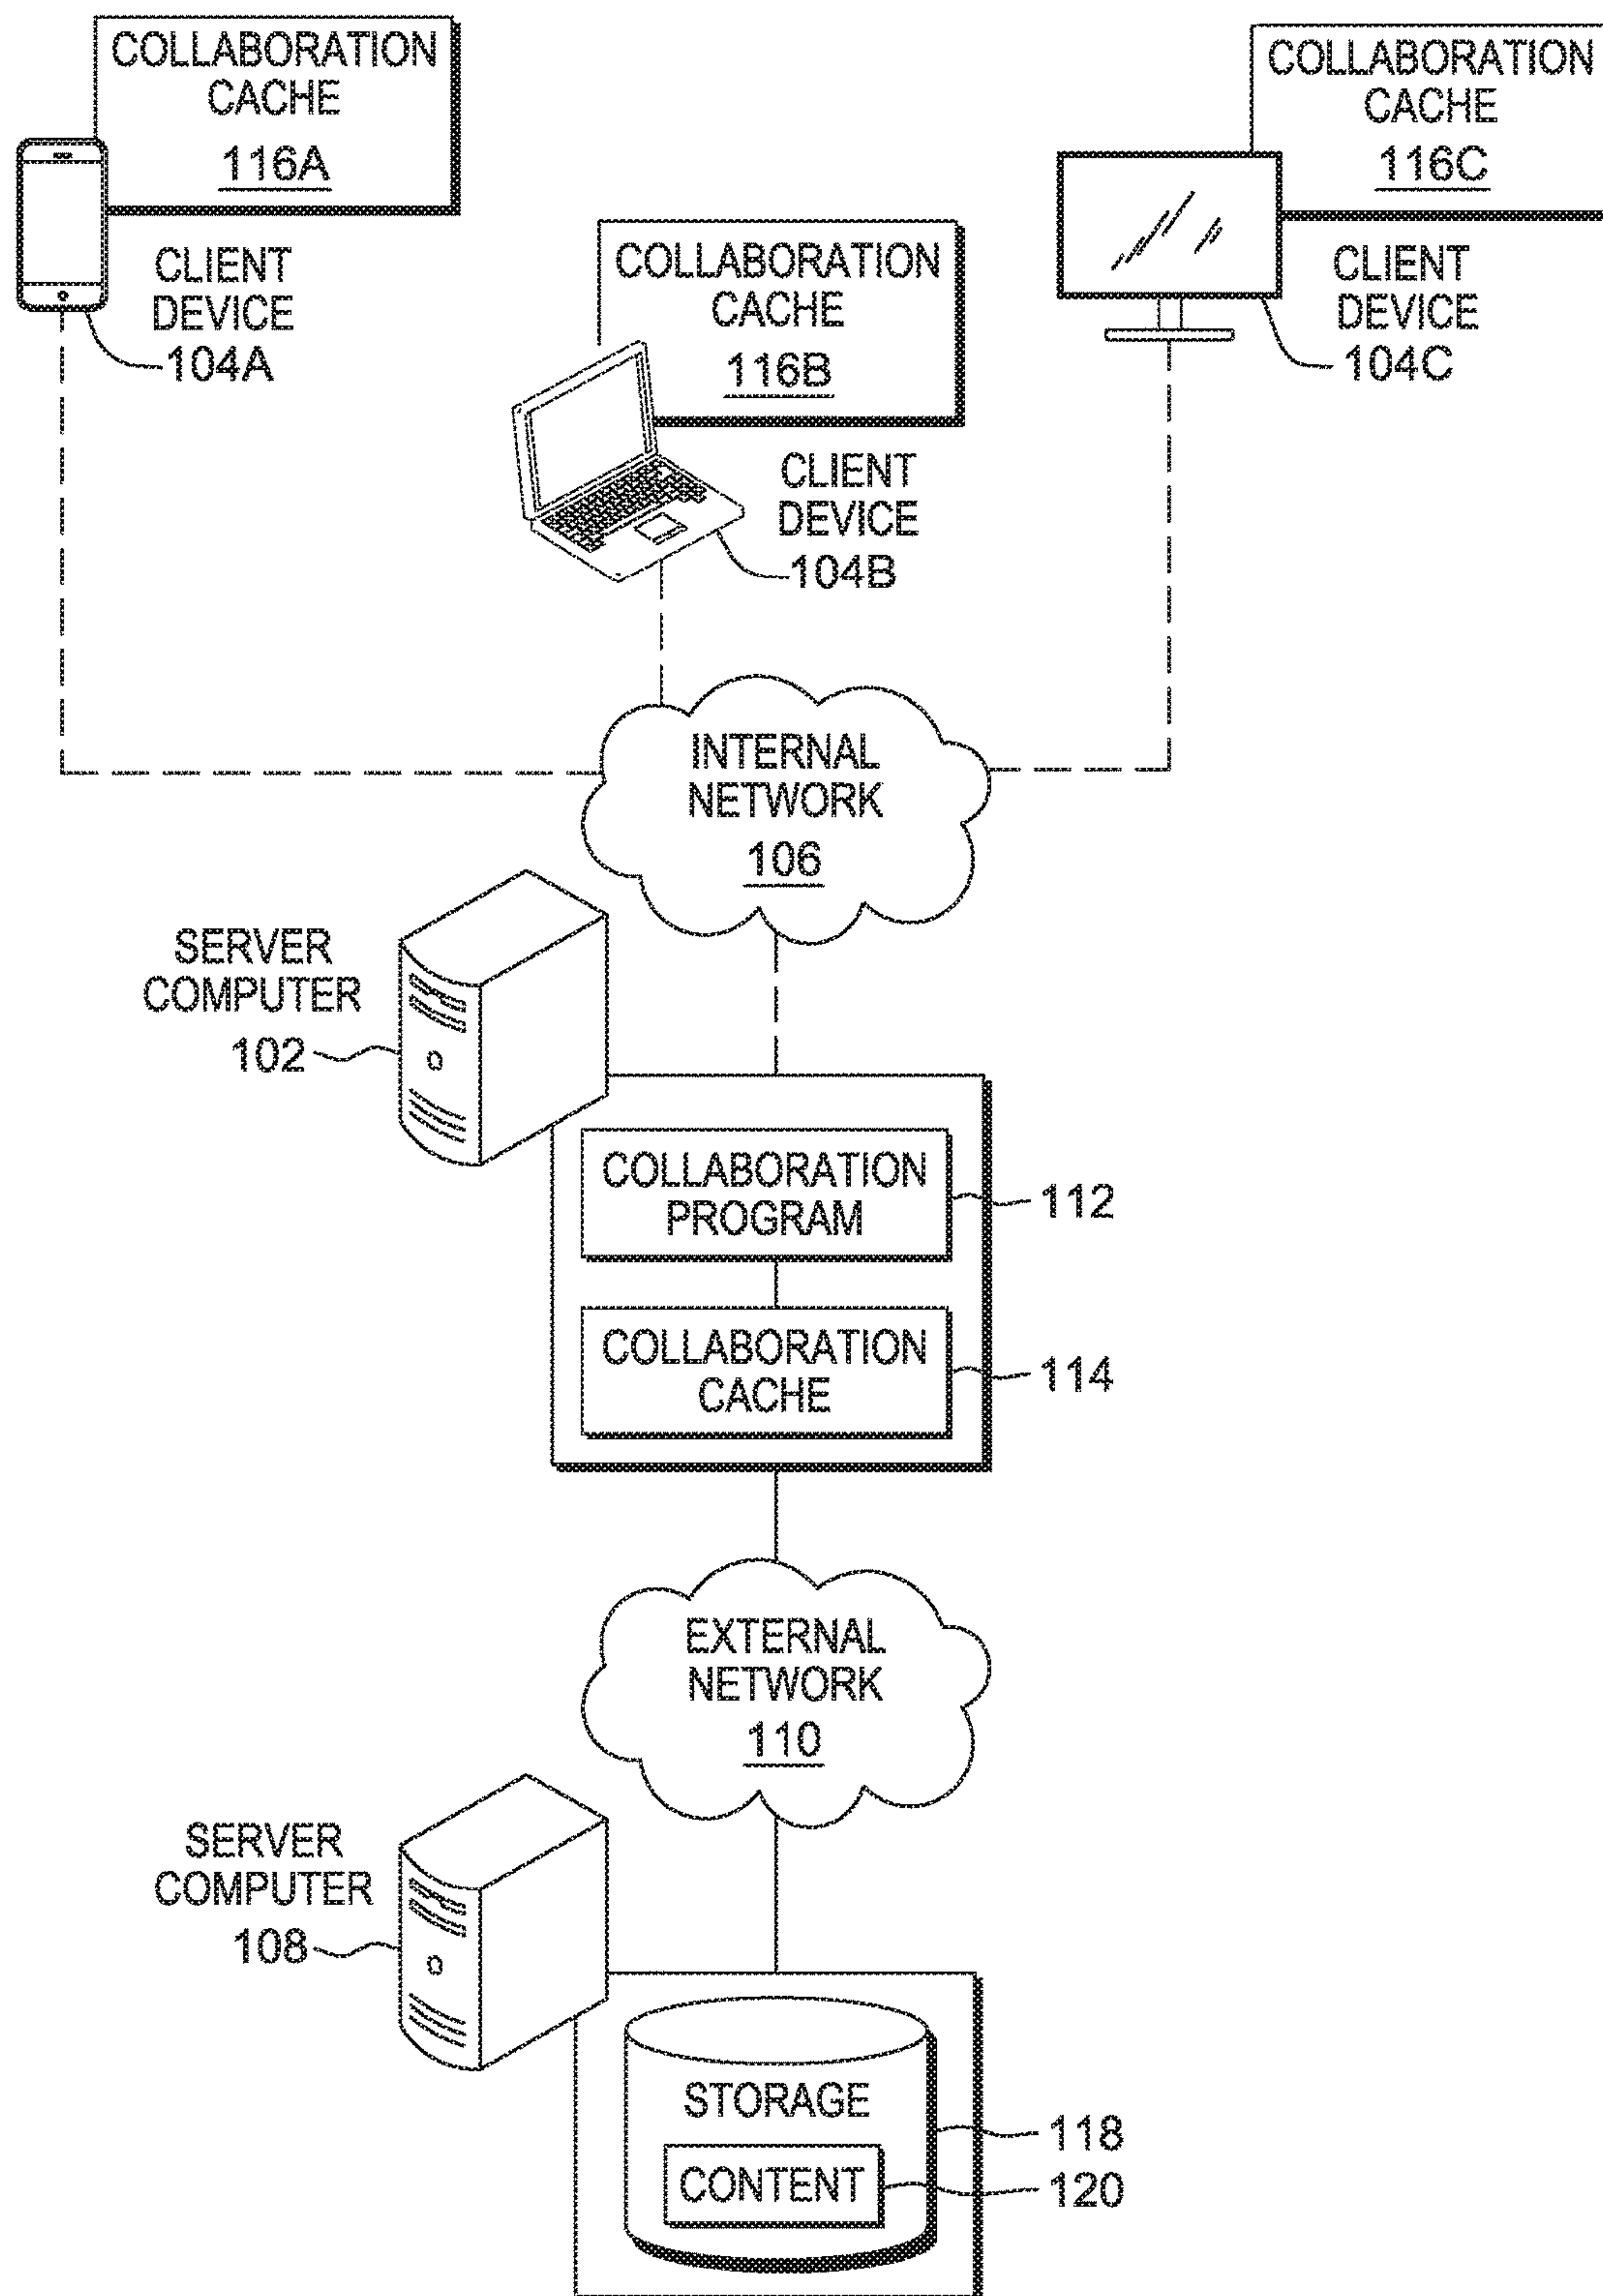 COLLABORATION
CACHE
116A
CLIENT
DEVICE
104A
COLLABORATION
CACHE
116B
CLIENT
DEVICE
104B
COLLABORATION
CACHE
116C
CLIENT
DEVICE
104C
INTERNAL
NETWORK
106
SERVER
COMPUTER
102
COLLABORATION
PROGRAM
112
COLLABORATION
CACHE
114
EXTERNAL
NETWORK
110
SERVER
COMPUTER
108
STORAGE
118
CONTENT
120